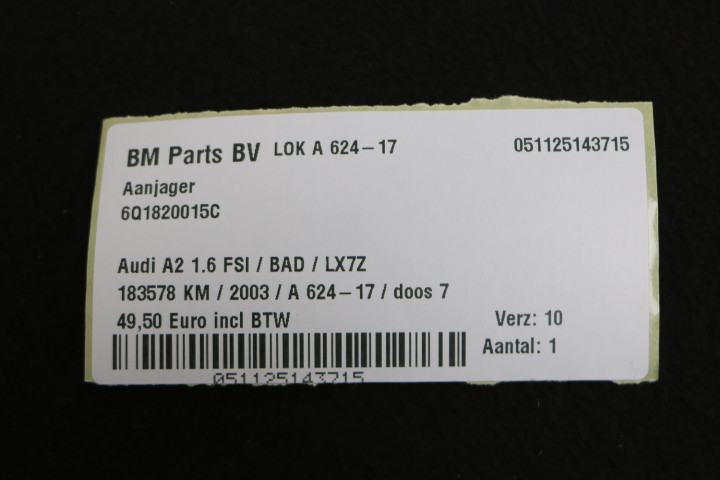 BM Parts BV LOK A 624-17 051125143715
Aanjager
6Q1820015C
Audi A2 1.6 FSI / BAD / LX7Z
183578 KM / 2003 / A 624-17 / doos 7
49,50 Euro incl BTW Verz: 10
Aantal: 1
051125143715